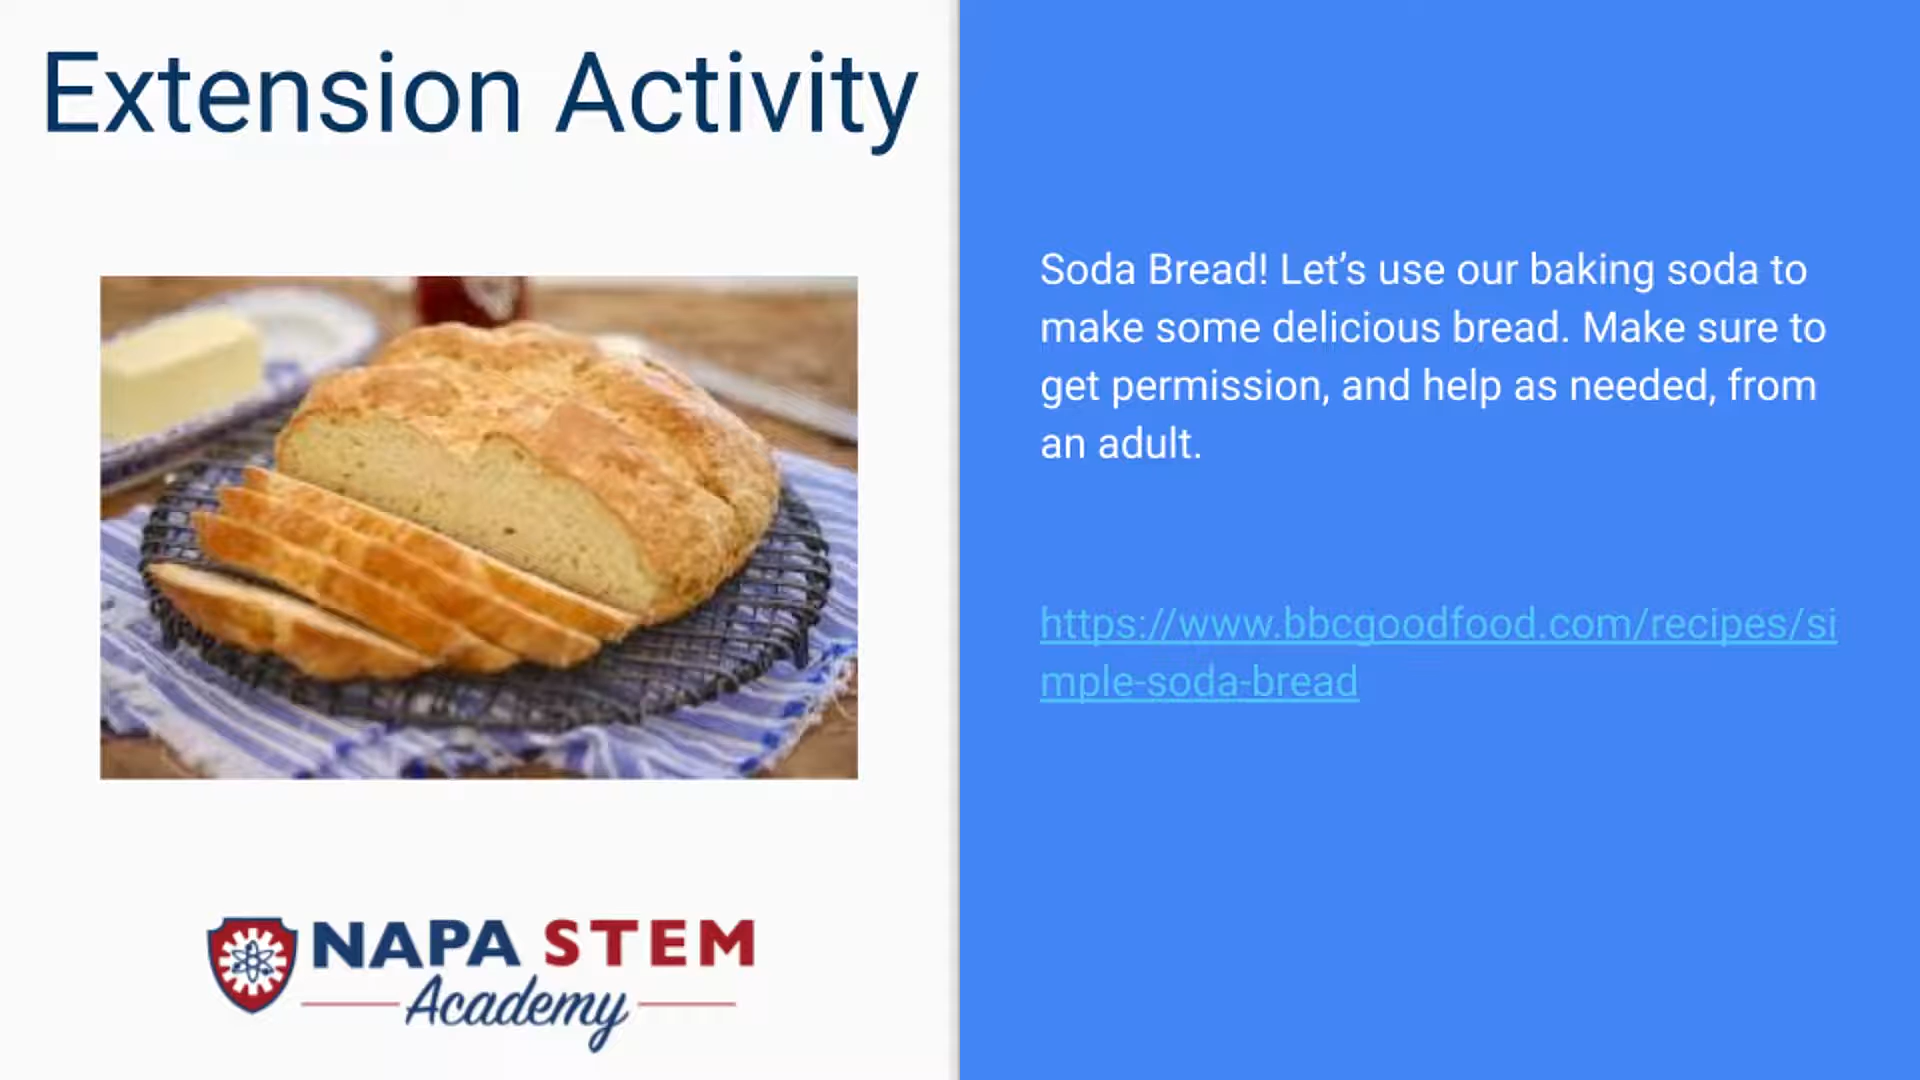 Extension Activity
Soda Bread! Let’s use our baking soda to
make some delicious bread. Make sure to
get permission, and help as needed, from
an adult.
https://www.bbcgoodfood.com/recipes/si
mple-soda-bread
NAPA STEM
Academy